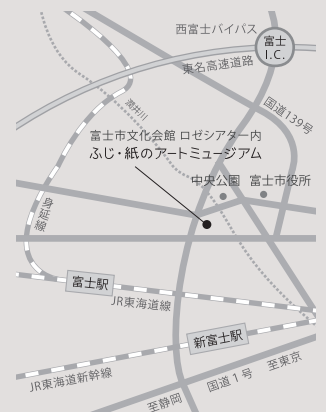 西富士バイパス
富士
I.C.
東名高速道路
国道139号
潤井川
富士市文化会館 ロゼシアター内
ふじ・紙のアートミュージアム
中央公園
富士市役所
身延線
富士駅
JR東海道線
新富士駅
JR東海道新幹線
国道1号
至東京
至静岡